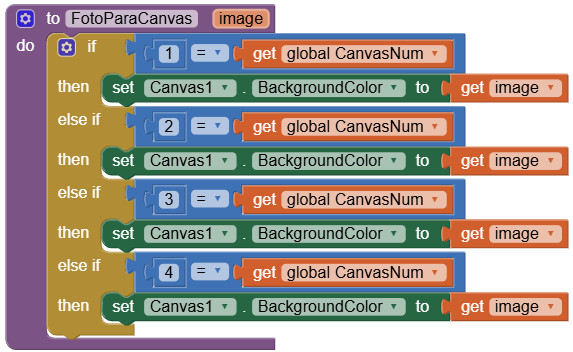 to FotoParaCanvas image
do if 1 = get global CanvasNum
then set Canvas1 . BackgroundColor to get image
else if 2 = get global CanvasNum
then set Canvas1 . BackgroundColor to get image
else if 3 = get global CanvasNum
then set Canvas1 . BackgroundColor to get image
else if 4 = get global CanvasNum
then set Canvas1 . BackgroundColor to get image